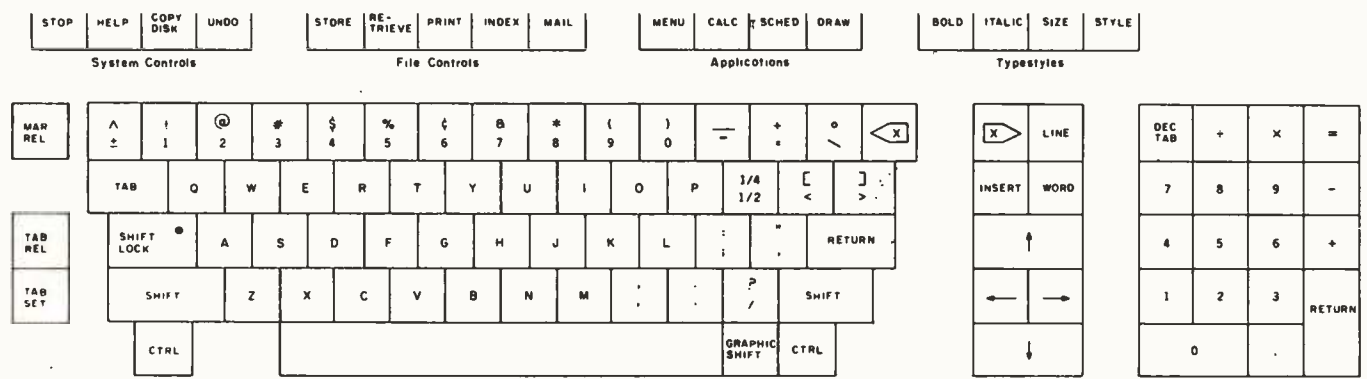 STOP HELP COPY DISK UNDO STORE RE-TRIEVE PRINT INDEX MAIL MENU CALC SCHED DRAW BOLD ITALIC SIZE STYLE
System Controls File Controls Applications Typestyles
MAR REL
^ ! @ # $ % ¢ & * ( ) — + °
± 1 2 3 4 5 6 7 8 9 0 - = \ X
X LINE
DEC TAB ÷ × =
TAB Q W E R T Y U I O P 1/4 [ ]
1/2 < >
INSERT WORD
7 8 9 -
TAB REL
SHIFT LOCK A S D F G H J K L : "
; ' RETURN
↑
4 5 6 +
TAB SET
SHIFT Z X C V B N M , . ?
/ SHIFT
← →
1 2 3 RETURN
CTRL GRAPHIC SHIFT CTRL
↓
0 .